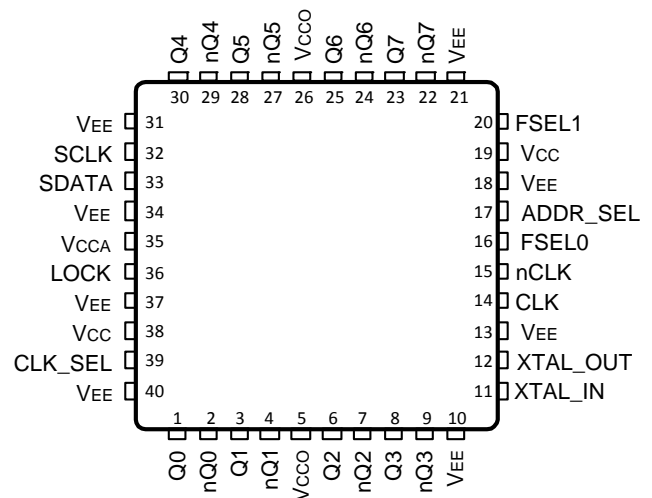 Q4 nQ4 Q5 nQ5 VCCO Q6 nQ6 Q7 nQ7 VEE
30 29 28 27 26 25 24 23 22 21
VEE 31 20 FSEL1
SCLK 32 19 VCC
SDATA 33 18 VEE
VEE 34 17 ADDR_SEL
VCCA 35 16 FSEL0
LOCK 36 15 nCLK
VEE 37 14 CLK
VCC 38 13 VEE
CLK_SEL 39 12 XTAL_OUT
VEE 40 11 XTAL_IN
1 2 3 4 5 6 7 8 9 10
Q0 nQ0 Q1 nQ1 VCCO Q2 nQ2 Q3 nQ3 VEE